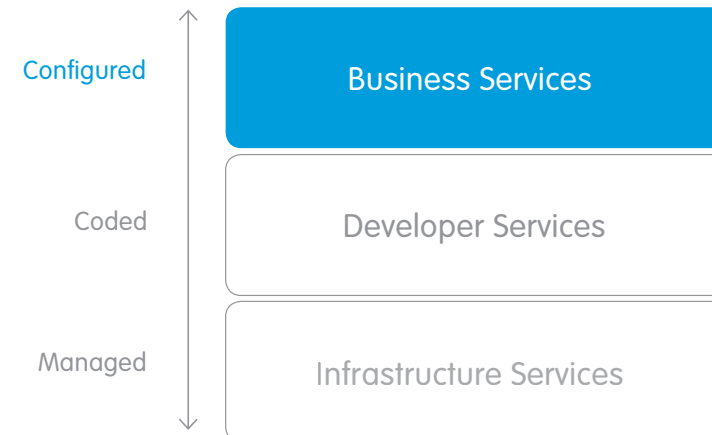 Configured
Business Services
Coded
Developer Services
Managed
Infrastructure Services